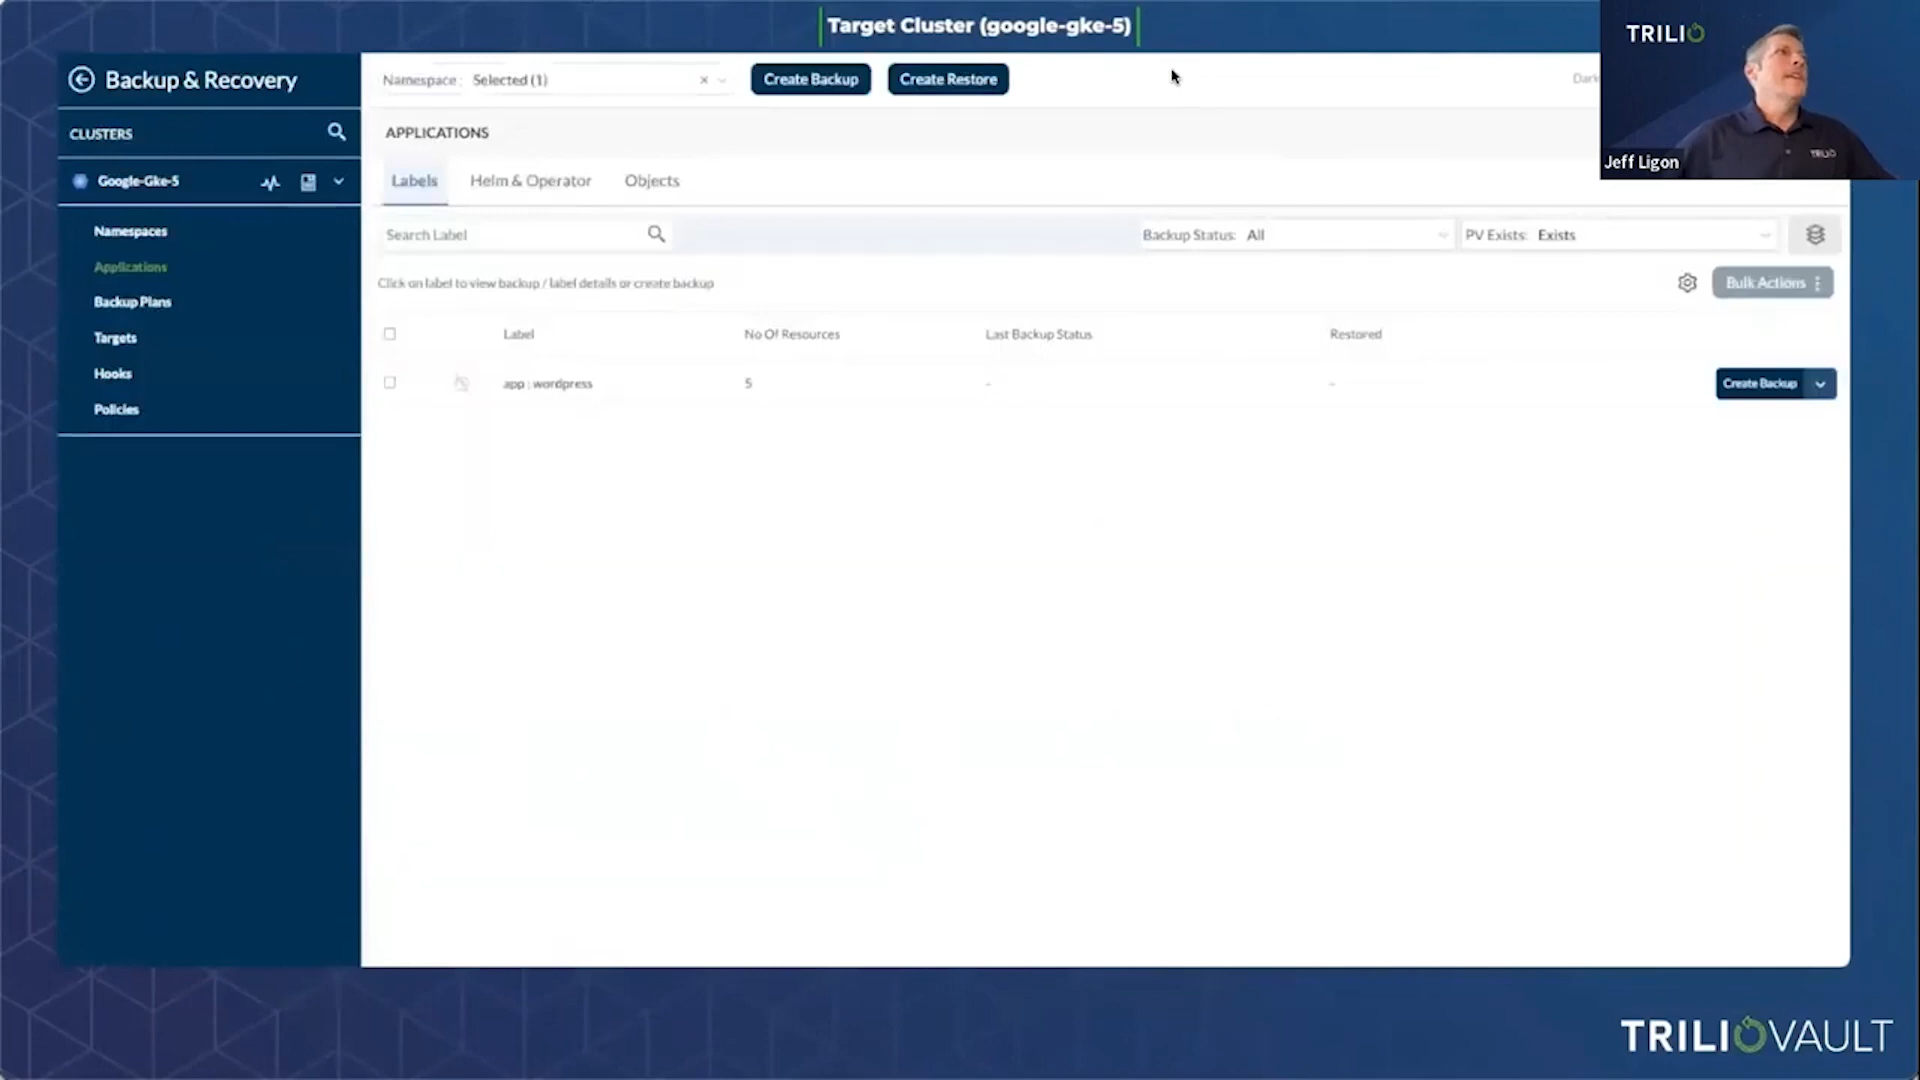 Target Cluster (google-gke-5)
TRILIO
Jeff Ligon
TRILIO
Backup & Recovery
CLUSTERS
Google-Gke-5
Namespaces
Applications
Backup Plans
Targets
Hooks
Policies
Namespace : Selected (1)
Create Backup
Create Restore
Dark
APPLICATIONS
Labels
Helm & Operator
Objects
Search Label
Backup Status: All
PV Exists: Exists
Click on label to view backup / label details or create backup
Bulk Actions
Label
No Of Resources
Last Backup Status
Restored
app : wordpress
5
-
-
Create Backup
TRILIOVAULT